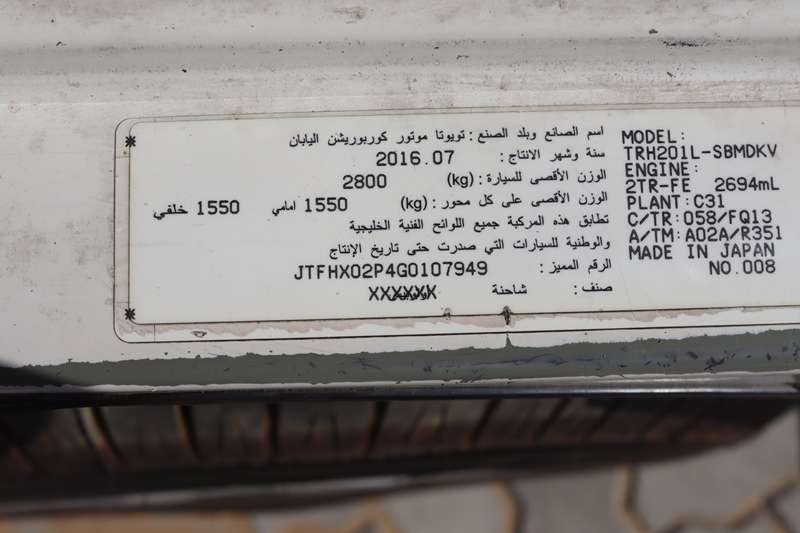 اسم الصانع وبلد الصنع : تويوتا موتور كوربوريشن اليابان
سنة وشهر الانتاج : 2016.07
الوزن الأقصى للسيارة : (kg) 2800
الوزن الأقصى على كل محور : (kg) 1550 امامي 1550 خلفي
تطابق هذه المركبة جميع اللوائح الفنية الخليجية
والوطنية للسيارات التي صدرت حتى تاريخ الإنتاج
الرقم المميز : JTFHX02P4G0107949
صنف : شاحنة XXXXXX
MODEL:
TRH201L-SBMDKV
ENGINE:
2TR-FE 2694mL
PLANT:C31
C/TR:058/FQ13
A/TM:A02A/R351
MADE IN JAPAN
NO.008